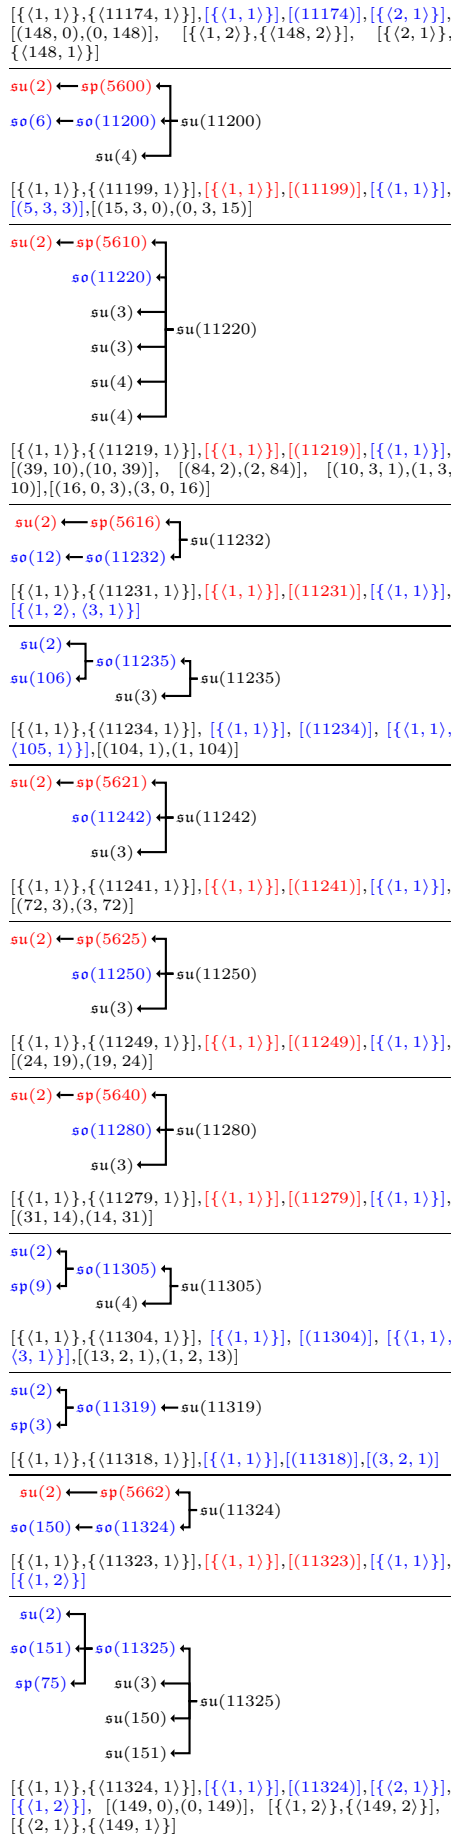 [{⟨1, 1⟩},{⟨11174, 1⟩}],[{⟨1, 1⟩}],[(11174)],[{⟨2, 1⟩}],
[(148, 0),(0, 148)], [{⟨1, 2⟩},{⟨148, 2⟩}], [{⟨2, 1⟩},
{⟨148, 1⟩}]
𝔰𝔲(2) 𝔰𝔭(5600)
𝔰𝔬(6) 𝔰𝔬(11200) 𝔰𝔲(11200)
𝔰𝔲(4)
[{⟨1, 1⟩},{⟨11199, 1⟩}],[{⟨1, 1⟩}],[(11199)],[{⟨1, 1⟩}],
[(5, 3, 3)],[(15, 3, 0),(0, 3, 15)]
𝔰𝔲(2) 𝔰𝔭(5610)
𝔰𝔬(11220)
𝔰𝔲(3)
𝔰𝔲(11220)
𝔰𝔲(3)
𝔰𝔲(4)
𝔰𝔲(4)
[{⟨1, 1⟩},{⟨11219, 1⟩}],[{⟨1, 1⟩}],[(11219)],[{⟨1, 1⟩}],
[(39, 10),(10, 39)], [(84, 2),(2, 84)], [(10, 3, 1),(1, 3,
10)],[(16, 0, 3),(3, 0, 16)]
𝔰𝔲(2) 𝔰𝔭(5616)
𝔰𝔲(11232)
𝔰𝔬(12) 𝔰𝔬(11232)
[{⟨1, 1⟩},{⟨11231, 1⟩}],[{⟨1, 1⟩}],[(11231)],[{⟨1, 1⟩}],
[{⟨1, 2⟩, ⟨3, 1⟩}]
𝔰𝔲(2)
𝔰𝔬(11235)
𝔰𝔲(106) 𝔰𝔲(11235)
𝔰𝔲(3)
[{⟨1, 1⟩},{⟨11234, 1⟩}], [{⟨1, 1⟩}], [(11234)], [{⟨1, 1⟩,
⟨105, 1⟩}],[(104, 1),(1, 104)]
𝔰𝔲(2) 𝔰𝔭(5621)
𝔰𝔬(11242) 𝔰𝔲(11242)
𝔰𝔲(3)
[{⟨1, 1⟩},{⟨11241, 1⟩}],[{⟨1, 1⟩}],[(11241)],[{⟨1, 1⟩}],
[(72, 3),(3, 72)]
𝔰𝔲(2) 𝔰𝔭(5625)
𝔰𝔬(11250) 𝔰𝔲(11250)
𝔰𝔲(3)
[{⟨1, 1⟩},{⟨11249, 1⟩}],[{⟨1, 1⟩}],[(11249)],[{⟨1, 1⟩}],
[(24, 19),(19, 24)]
𝔰𝔲(2) 𝔰𝔭(5640)
𝔰𝔬(11280) 𝔰𝔲(11280)
𝔰𝔲(3)
[{⟨1, 1⟩},{⟨11279, 1⟩}],[{⟨1, 1⟩}],[(11279)],[{⟨1, 1⟩}],
[(31, 14),(14, 31)]
𝔰𝔲(2)
𝔰𝔬(11305)
𝔰𝔭(9) 𝔰𝔲(11305)
𝔰𝔲(4)
[{⟨1, 1⟩},{⟨11304, 1⟩}], [{⟨1, 1⟩}], [(11304)], [{⟨1, 1⟩,
⟨3, 1⟩}],[(13, 2, 1),(1, 2, 13)]
𝔰𝔲(2)
𝔰𝔬(11319) 𝔰𝔲(11319)
𝔰𝔭(3)
[{⟨1, 1⟩},{⟨11318, 1⟩}],[{⟨1, 1⟩}],[(11318)],[(3, 2, 1)]
𝔰𝔲(2) 𝔰𝔭(5662)
𝔰𝔲(11324)
𝔰𝔬(150) 𝔰𝔬(11324)
[{⟨1, 1⟩},{⟨11323, 1⟩}],[{⟨1, 1⟩}],[(11323)],[{⟨1, 1⟩}],
[{⟨1, 2⟩}]
𝔰𝔲(2)
𝔰𝔬(151) 𝔰𝔬(11325)
𝔰𝔭(75) 𝔰𝔲(3)
𝔰𝔲(11325)
𝔰𝔲(150)
𝔰𝔲(151)
[{⟨1, 1⟩},{⟨11324, 1⟩}],[{⟨1, 1⟩}],[(11324)],[{⟨2, 1⟩}],
[{⟨1, 2⟩}], [(149, 0),(0, 149)], [{⟨1, 2⟩},{⟨149, 2⟩}],
[{⟨2, 1⟩},{⟨149, 1⟩}]